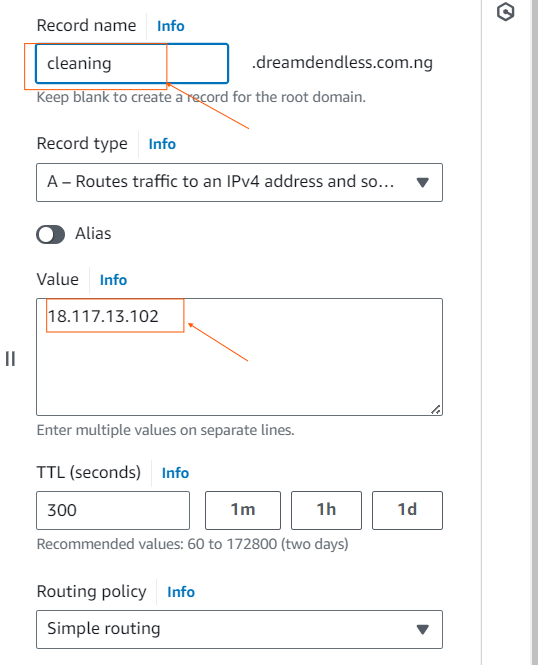 Record name Info
cleaning .dreamdendless.com.ng
Keep blank to create a record for the root domain.
Record type Info
A – Routes traffic to an IPv4 address and so...
Alias
Value Info
18.117.13.102
Enter multiple values on separate lines.
TTL (seconds) Info
300 1m 1h 1d
Recommended values: 60 to 172800 (two days)
Routing policy Info
Simple routing